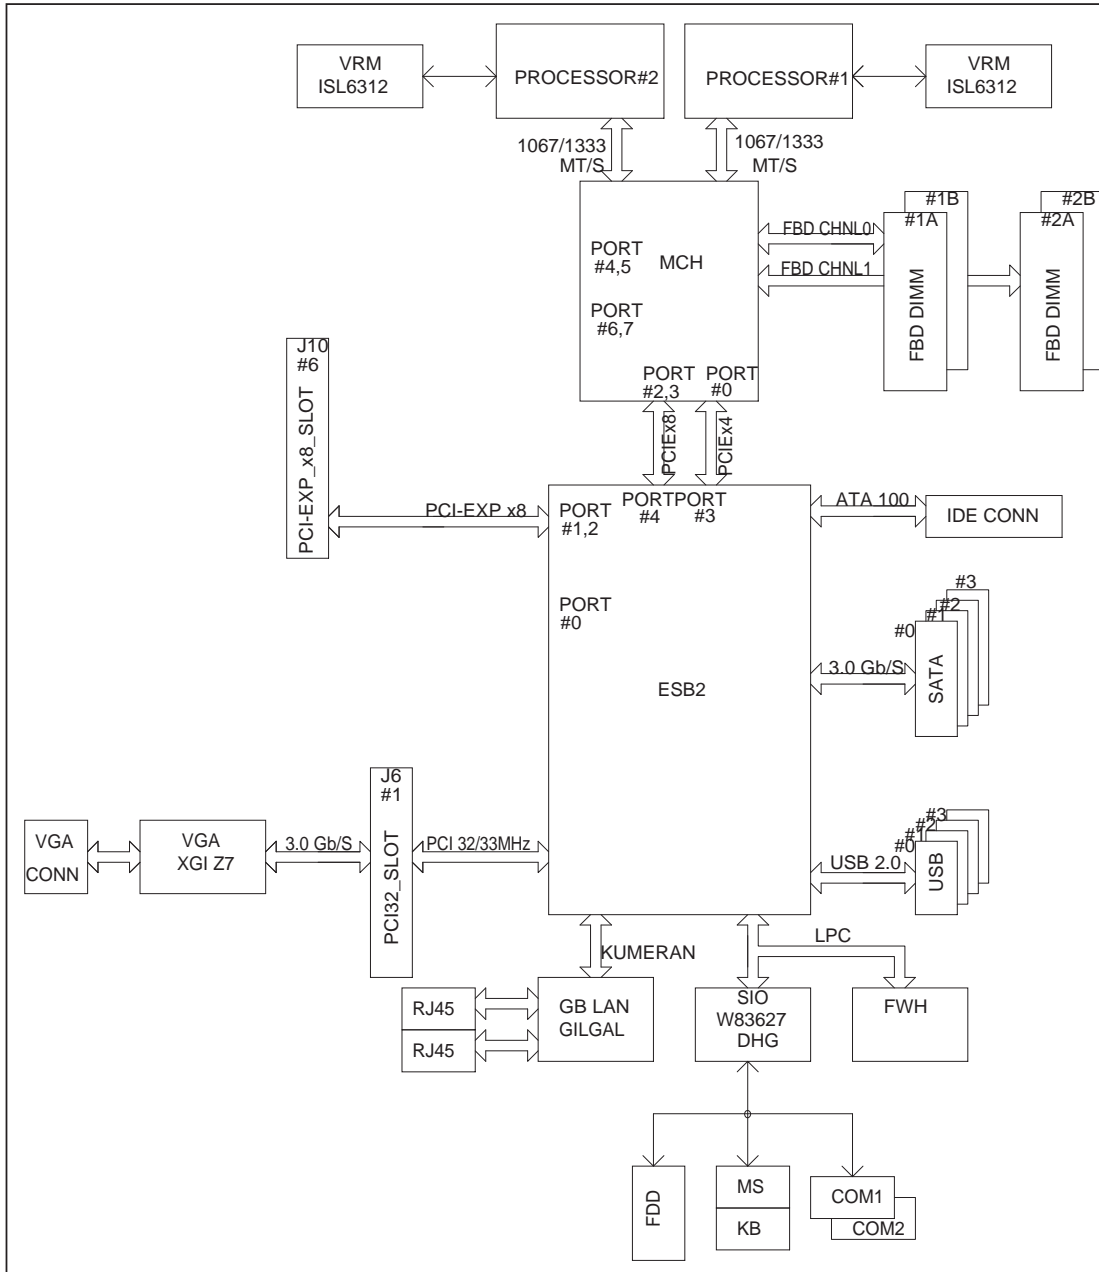 VRM
ISL6312
PROCESSOR#2
PROCESSOR#1
VRM
ISL6312
1067/1333
MT/S
1067/1333
MT/S
#1B
#1A
#2B
#2A
FBD CHNL0
FBD CHNL1
PORT
#4,5
MCH
PORT
#6,7
FBD DIMM
FBD DIMM
PORT
#2,3
PORT
#0
J10
#6
PCI-EXP_x8_SLOT
PCIEx8
PCIEx4
PCI-EXP x8
PORT
#1,2
PORT
#4
PORT
#3
ATA 100
IDE CONN
PORT
#0
ESB2
#3
#2
#1
#0
3.0 Gb/S
SATA
J6
#1
PCI32_SLOT
VGA
CONN
VGA
XGI Z7
3.0 Gb/S
PCI 32/33MHz
#3
#2
#1
#0
USB 2.0
USB
KUMERAN
LPC
RJ45
RJ45
GB LAN
GILGAL
SIO
W83627
DHG
FWH
FDD
MS
KB
COM1
COM2